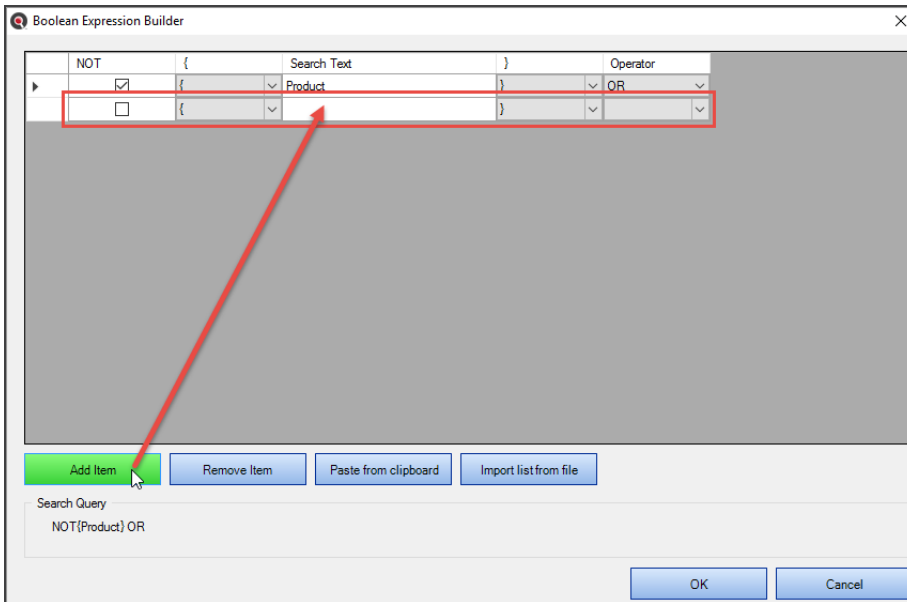 Boolean Expression Builder
NOT { Search Text } Operator
{ Product } OR
{ }
Add Item Remove Item Paste from clipboard Import list from file
Search Query
NOT{Product} OR
OK Cancel